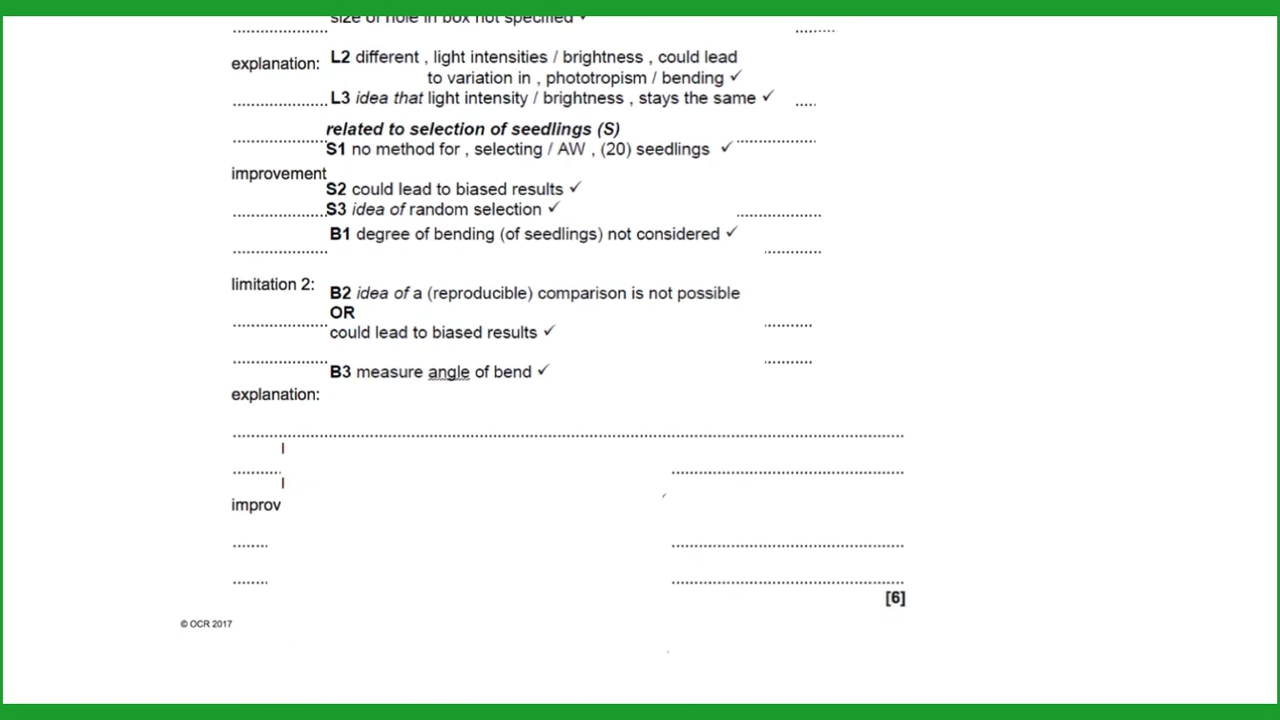 size of hole in box not specified ✓
explanation: L2 different , light intensities / brightness , could lead
to variation in , phototropism / bending ✓
L3 idea that light intensity / brightness , stays the same ✓
related to selection of seedlings (S)
S1 no method for , selecting / AW , (20) seedlings ✓
improvement
S2 could lead to biased results ✓
S3 idea of random selection ✓
B1 degree of bending (of seedlings) not considered ✓
limitation 2:
B2 idea of a (reproducible) comparison is not possible
OR
could lead to biased results ✓
B3 measure angle of bend ✓
explanation:
improv
[6]
© OCR 2017